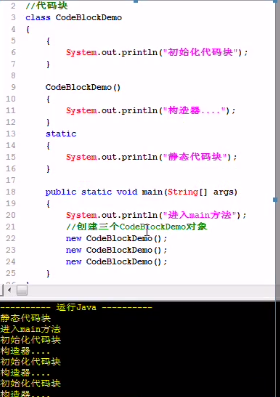 2 //代码块
3 class CodeBlockDemo
4 {
5 {
6 System.out.println("初始化代码块");
7 }
8
9 CodeBlockDemo()
10 {
11 System.out.println("构造器....");
12 }
13 static
14 {
15 System.out.println("静态代码块");
16 }
17
18 public static void main(String[] args)
19 {
20 System.out.println("进入main方法");
21 //创建三个CodeBlockDemo对象
22 new CodeBlockDemo();
23 new CodeBlockDemo();
24 new CodeBlockDemo();
25 }
---------- 运行Java ----------
静态代码块
进入main方法
初始化代码块
构造器....
初始化代码块
构造器....
初始化代码块
构造器....